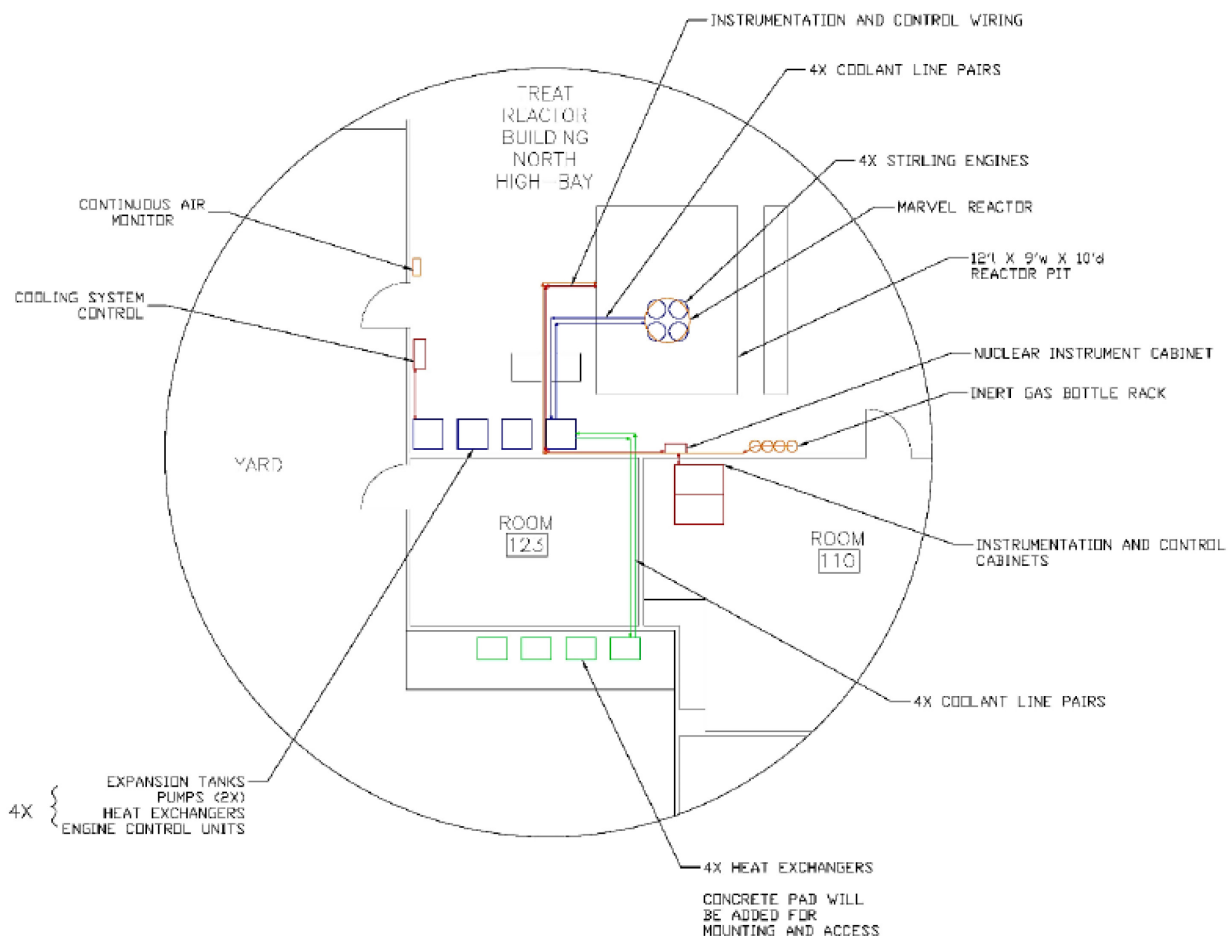 INSTRUMENTATION AND CONTROL WIRING
4X COOLANT LINE PAIRS
TREAT
RLACTOR
BUILDING
NORTH
HIGH-BAY
4X STIRLING ENGINES
MARVEL REACTOR
12'l X 9'w X 10'd
REACTOR PIT
CONTINUOUS AIR
MONITOR
COOLING SYSTEM
CONTROL
NUCLEAR INSTRUMENT CABINET
INERT GAS BOTTLE RACK
YARD
ROOM
123
ROOM
110
INSTRUMENTATION AND CONTROL
CABINETS
4X COOLANT LINE PAIRS
4X
EXPANSION TANKS
PUMPS (2X)
HEAT EXCHANGERS
ENGINE CONTROL UNITS
4X HEAT EXCHANGERS
CONCRETE PAD WILL
BE ADDED FOR
MOUNTING AND ACCESS